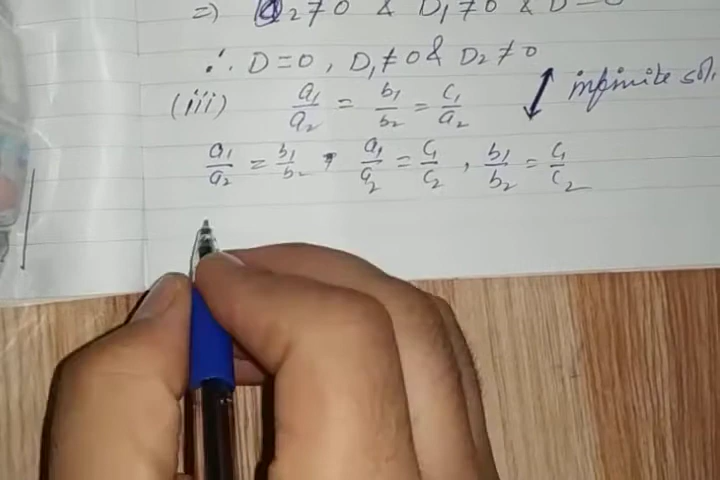 ⇒) D₂ ≠ 0 & D₁ ≠ 0 & D = 0
∴ D = 0, D₁ ≠ 0 & D₂ ≠ 0
(iii) a₁/a₂ = b₁/b₂ = c₁/a₂ ↕ infinite sol.
a₁/a₂ = b₁/b₂ , a₁/a₂ = c₁/c₂ , b₁/b₂ = c₁/c₂